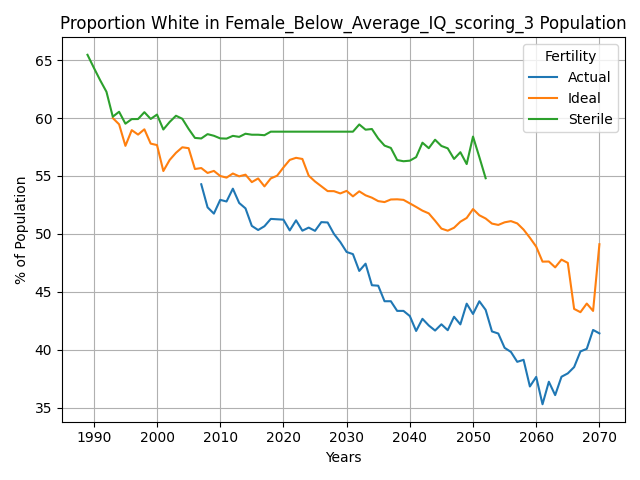 Proportion White in Female_Below_Average_IQ_scoring_3 Population
Fertility
Actual
Ideal
Sterile
% of Population
65
60
55
50
45
40
35
1990
2000
2010
2020
2030
2040
2050
2060
2070
Years